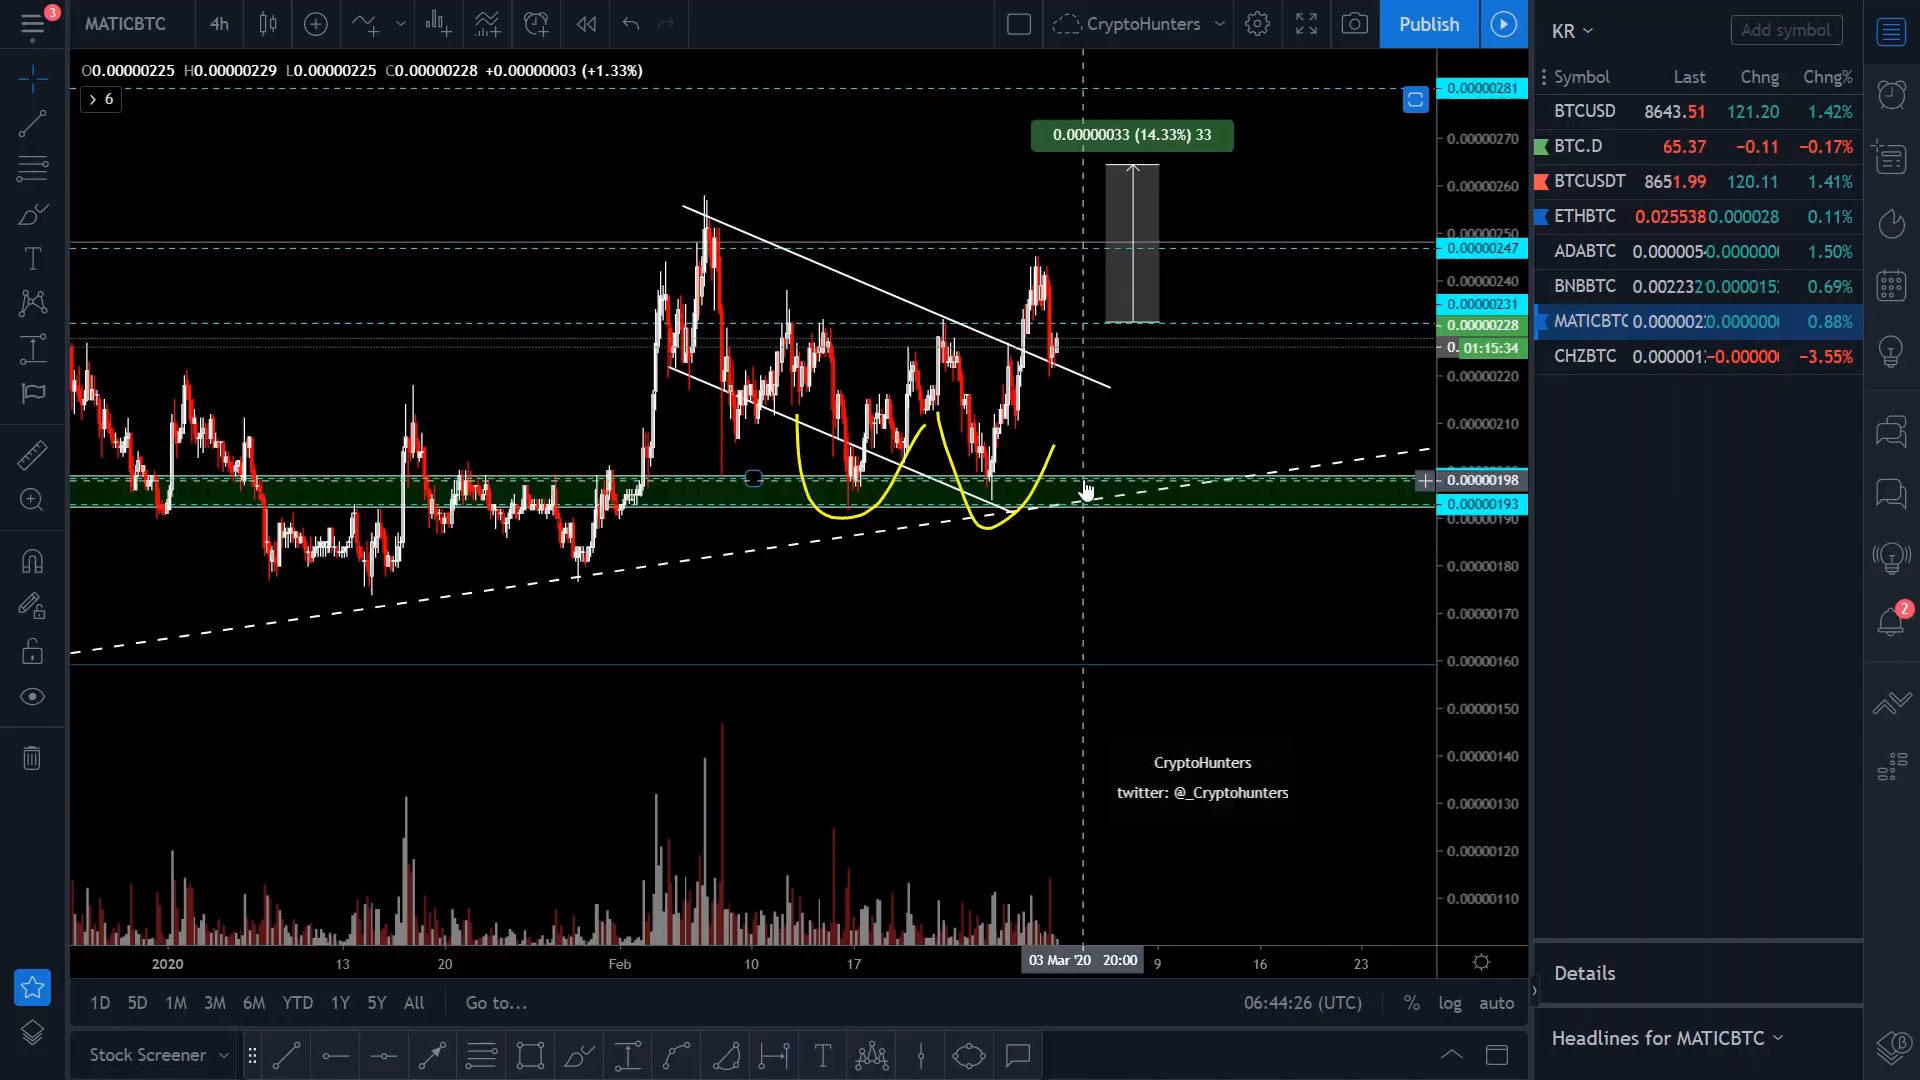 3
MATICBTC
4h
CryptoHunters
Publish
O0.00000225 H0.00000229 L0.00000225 C0.00000228 +0.00000003 (+1.33%)
6
0.00000033 (14.33%) 33
0.00000281
0.00000270
0.00000260
0.00000250
0.00000247
0.00000240
0.00000231
0.00000228
01:15:34
0.00000220
0.00000210
0.00000198
0.00000193
0.00000190
0.00000180
0.00000170
0.00000160
0.00000150
0.00000140
0.00000130
0.00000120
0.00000110
CryptoHunters
twitter: @_Cryptohunters
2020
13
20
Feb
10
17
03 Mar '20 20:00
9
16
23
1D 5D 1M 3M 6M YTD 1Y 5Y All
Go to...
06:44:26 (UTC)
% log auto
Stock Screener
KR
Add symbol
Symbol Last Chng Chng%
BTCUSD 8643.51 121.20 1.42%
BTC.D 65.37 −0.11 −0.17%
BTCUSDT 8651.99 120.11 1.41%
ETHBTC 0.025538 0.000028 0.11%
ADABTC 1.50%
BNBBTC 0.69%
MATICBTC 0.88%
CHZBTC −3.55%
2
Details
Headlines for MATICBTC